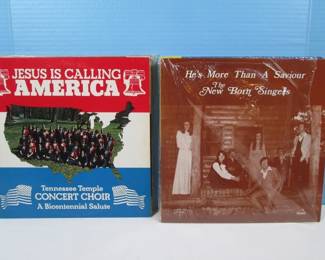 JESUS IS CALLING
AMERICA
Tennessee Temple
CONCERT CHOIR
A Bicentennial Salute
He's More Than A Saviour
The
New Born Singers